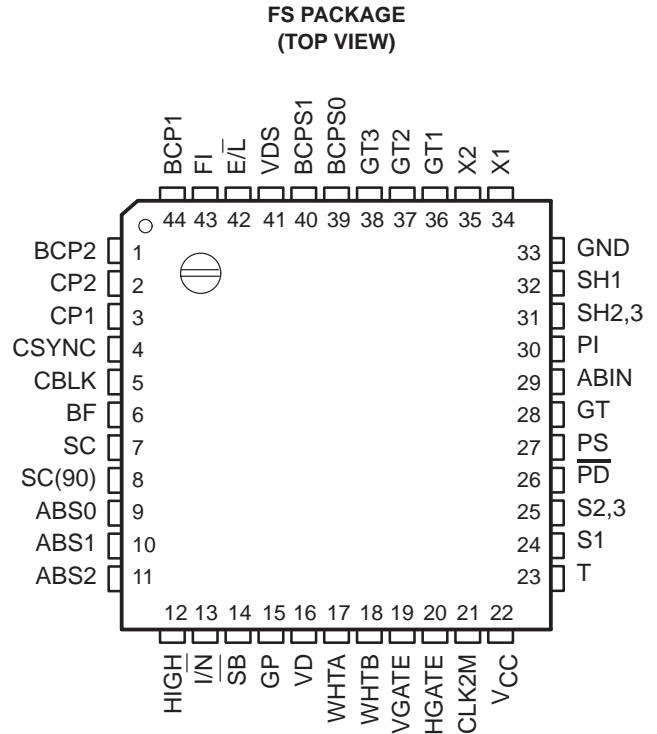 FS PACKAGE
(TOP VIEW)
BCP1
FI
E/L̅
VDS
BCPS1
BCPS0
GT3
GT2
GT1
X2
X1
44 43 42 41 40 39 38 37 36 35 34
BCP2 1
CP2 2
CP1 3
CSYNC 4
CBLK 5
BF 6
SC 7
SC(90) 8
ABS0 9
ABS1 10
ABS2 11
33 GND
32 SH1
31 SH2,3
30 PI
29 ABIN
28 GT
27 PS
26 P̅D̅
25 S2,3
24 S1
23 T
12 13 14 15 16 17 18 19 20 21 22
HIGH
I/N̅
S̅B̅
GP
VD
WHTA
WHTB
VGATE
HGATE
CLK2M
VCC